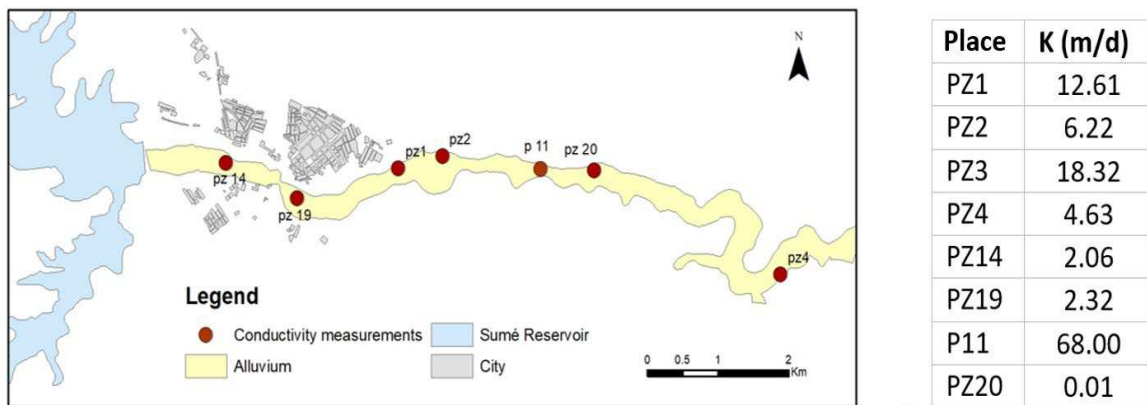 N
pz 14
pz 19
pz1
pz2
p 11
pz 20
pz4
Legend
Conductivity measurements
Alluvium
Sumé Reservoir
City
0 0.5 1 2
Km
Place K (m/d)
PZ1 12.61
PZ2 6.22
PZ3 18.32
PZ4 4.63
PZ14 2.06
PZ19 2.32
P11 68.00
PZ20 0.01